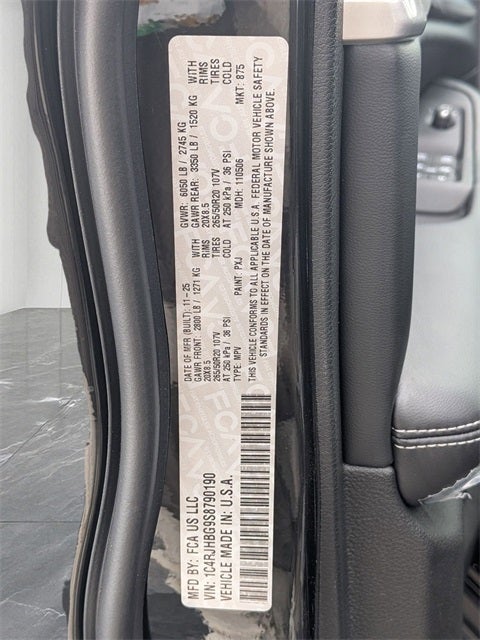 MFD BY: FCA US LLC
DATE OF MFR (BUILT): 11-25
GVWR: 6050 LB / 2745 KG
GAWR FRONT: 2800 LB / 1271 KG WITH
GAWR REAR: 3350 LB / 1520 KG WITH
20X8.5 RIMS
20X8.5 RIMS
265/50R20 107V TIRES
265/50R20 107V TIRES
AT 250 kPa / 36 PSI COLD
AT 250 kPa / 36 PSI COLD
VIN: 1C4RJHBG9S8790190
TYPE: MPV PAINT: PXJ MDH: 110506 MKT: 875
VEHICLE MADE IN: U.S.A.
THIS VEHICLE CONFORMS TO ALL APPLICABLE U.S.A. FEDERAL MOTOR VEHICLE SAFETY
STANDARDS IN EFFECT ON THE DATE OF MANUFACTURE SHOWN ABOVE.